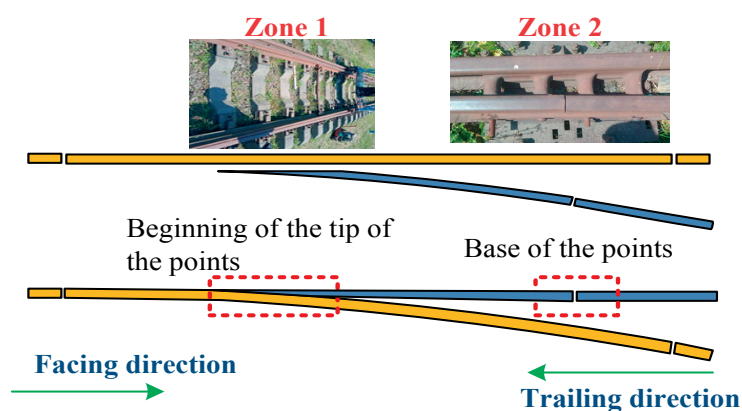 Zone 1
Zone 2
Beginning of the tip of
the points
Base of the points
Facing direction
Trailing direction